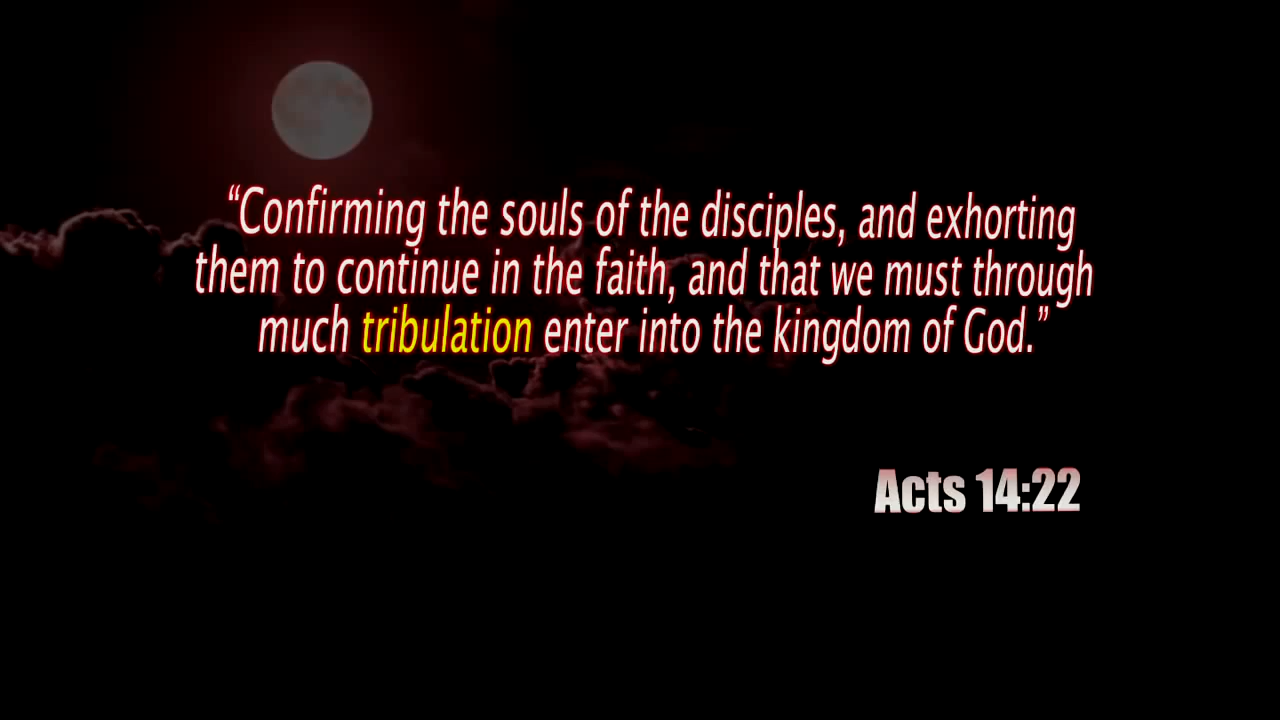 “Confirming the souls of the disciples, and exhorting
them to continue in the faith, and that we must through
much tribulation enter into the kingdom of God.”
Acts 14:22